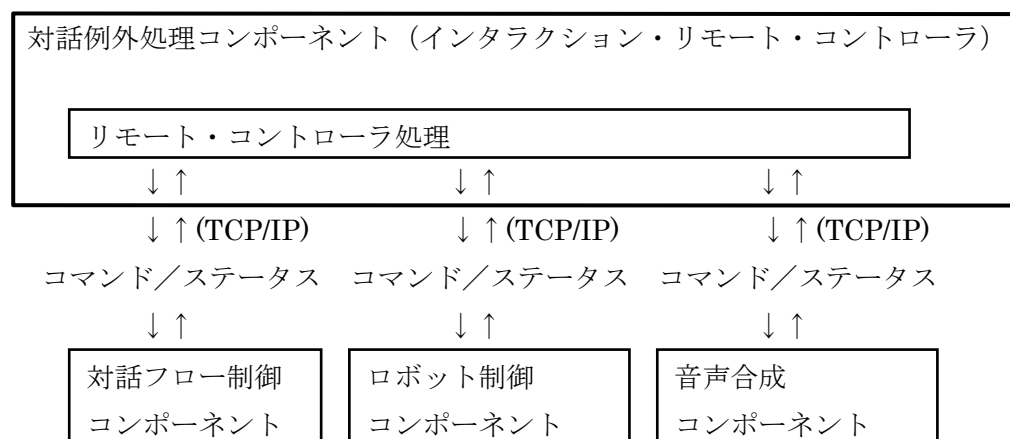 対話例外処理コンポーネント(インタラクション・リモート・コントローラ)
リモート・コントローラ処理
↓ ↑ ↓ ↑ ↓ ↑
↓ ↑ (TCP/IP) ↓ ↑ (TCP/IP) ↓ ↑ (TCP/IP)
コマンド/ステータス コマンド/ステータス コマンド/ステータス
↓ ↑ ↓ ↑ ↓ ↑
対話フロー制御 ロボット制御 音声合成
コンポーネント コンポーネント コンポーネント